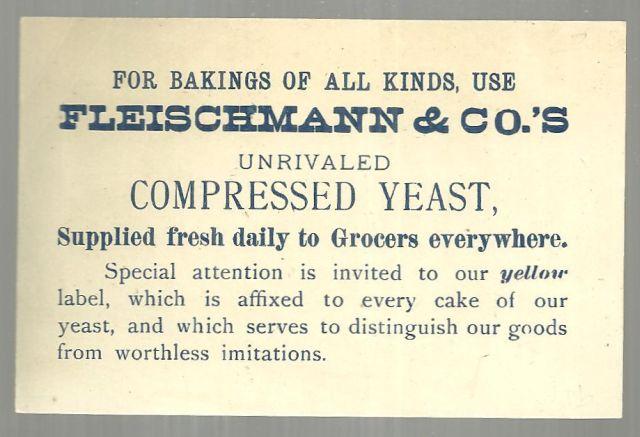 FOR BAKINGS OF ALL KINDS, USE
FLEISCHMANN & CO.'S
UNRIVALED
COMPRESSED YEAST,
Supplied fresh daily to Grocers everywhere.
Special attention is invited to our yellow
label, which is affixed to every cake of our
yeast, and which serves to distinguish our goods
from worthless imitations.